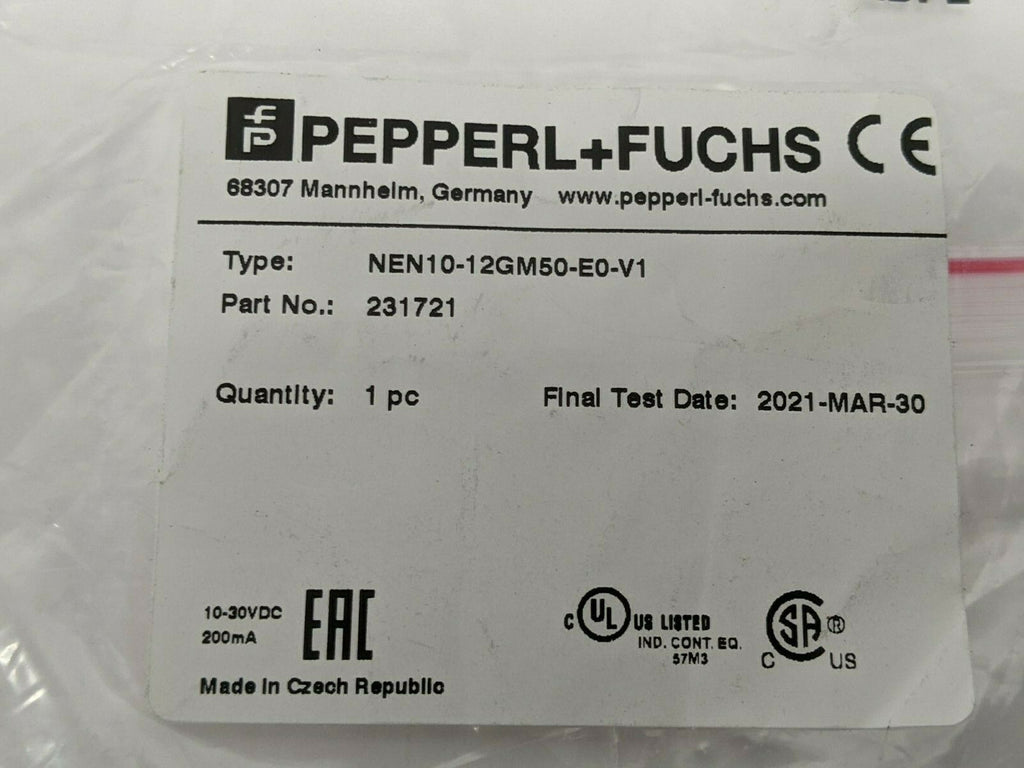 PEPPERL+FUCHS CE
68307 Mannheim, Germany www.pepperl-fuchs.com
Type: NEN10-12GM50-E0-V1
Part No.: 231721
Quantity: 1 pc Final Test Date: 2021-MAR-30
10-30VDC
200mA
EAC
C UL US LISTED
IND. CONT. EQ.
57M3
SA ®
C US
Made in Czech Republic